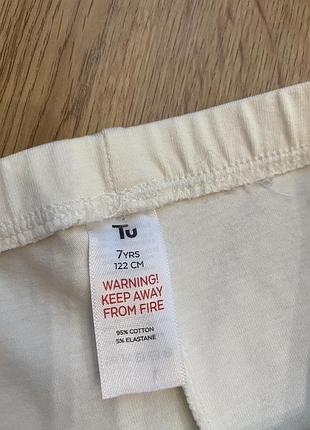 Tu
7YRS
122 CM
WARNING!
KEEP AWAY
FROM FIRE
95% COTTON
5% ELASTANE